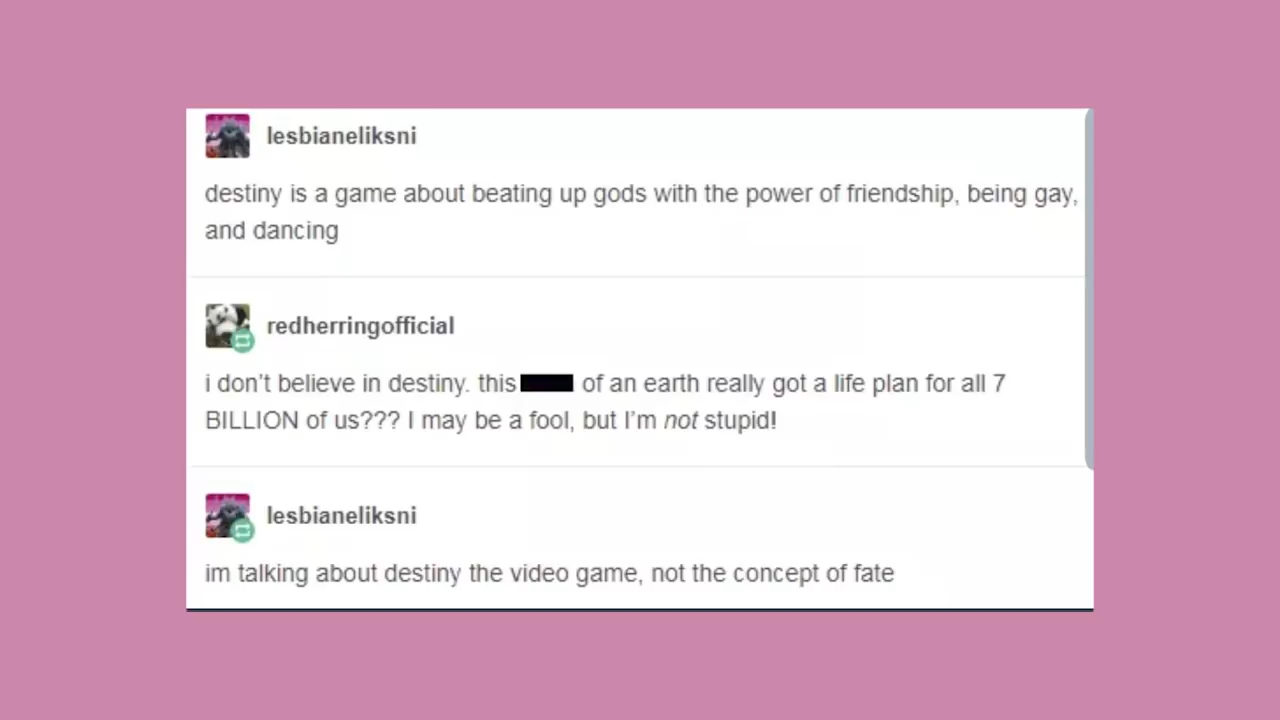 lesbianeliksni
destiny is a game about beating up gods with the power of friendship, being gay,
and dancing
redherringofficial
i don't believe in destiny. this of an earth really got a life plan for all 7
BILLION of us??? I may be a fool, but I'm not stupid!
lesbianeliksni
im talking about destiny the video game, not the concept of fate